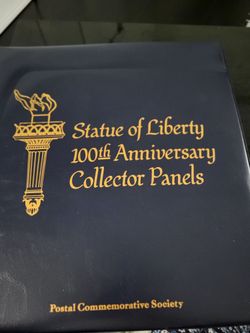 Statue of Liberty
100th Anniversary
Collector Panels
Postal Commemorative Society